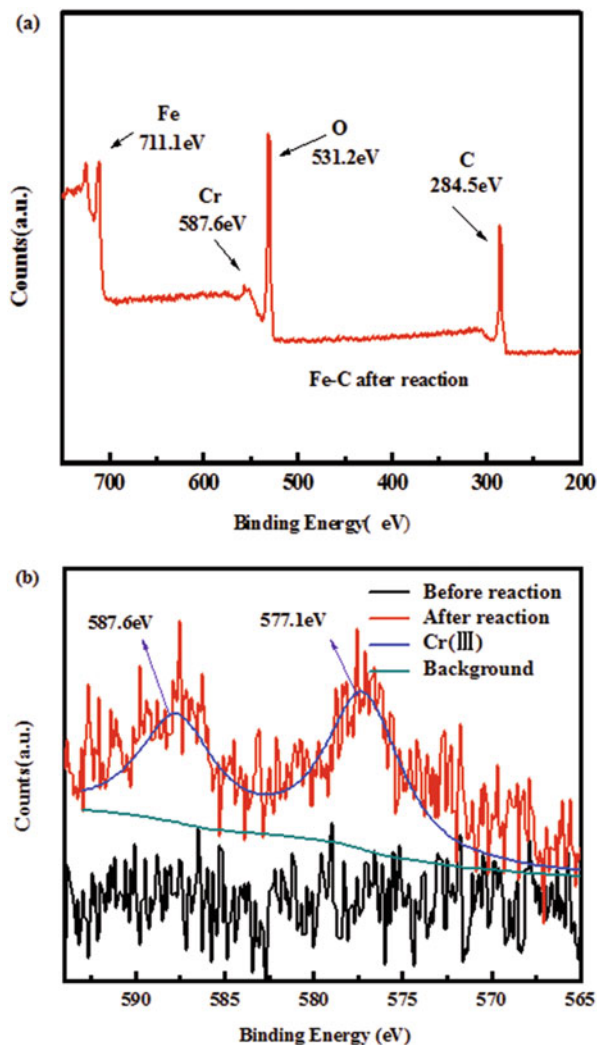 (a)
Fe
711.1eV
Cr
587.6eV
O
531.2eV
C
284.5eV
Counts(a.u.)
Fe-C after reaction
700 600 500 400 300 200
Binding Energy( eV)
(b)
587.6eV
577.1eV
Before reaction
After reaction
Cr(Ⅲ)
Background
Counts(a.u.)
590 585 580 575 570 565
Binding Energy (eV)